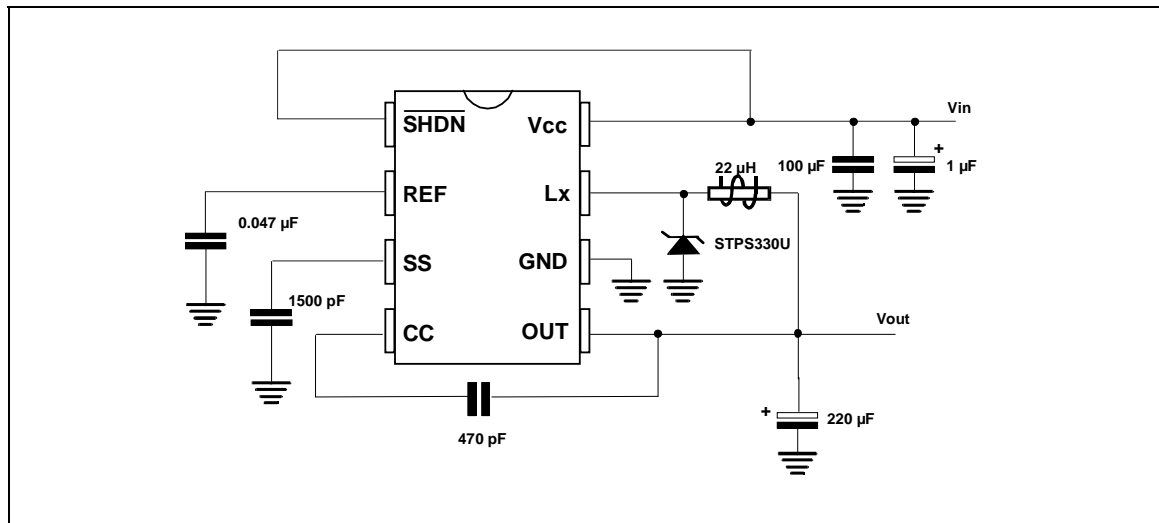 SHDN
Vcc
Vin
REF
Lx
22 µH
100 µF
+
1 µF
0.047 µF
SS
GND
STPS330U
1500 pF
CC
OUT
Vout
470 pF
+
220 µF